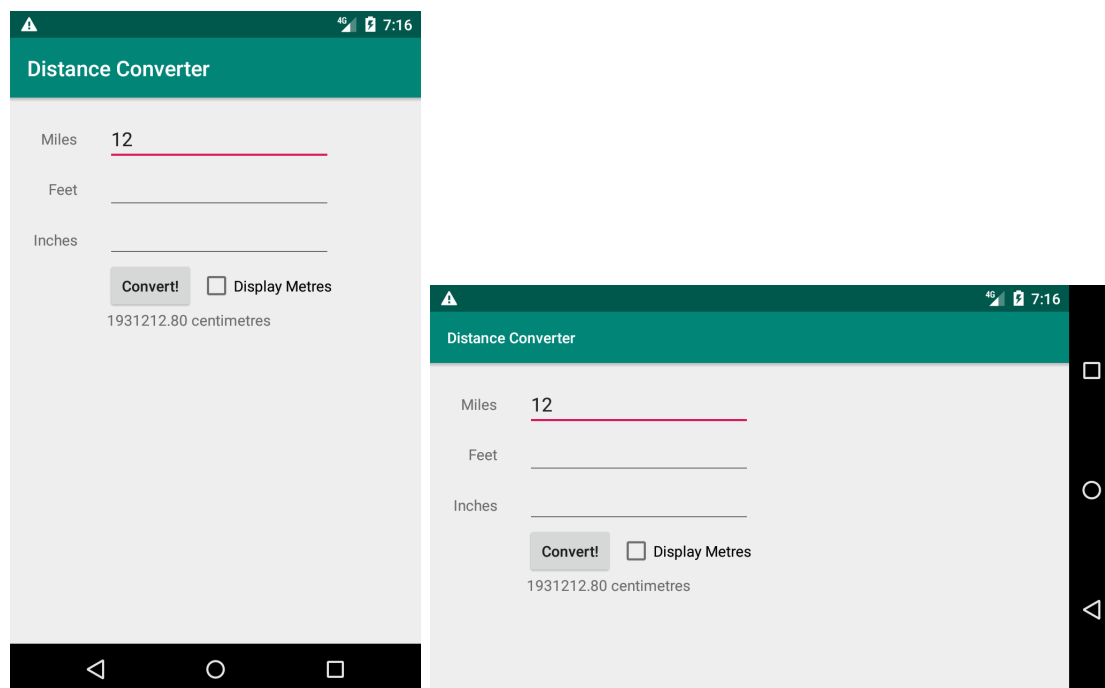 4G 7:16
Distance Converter
Miles 12
Feet
Inches
Convert! Display Metres
1931212.80 centimetres
4G 7:16
Distance Converter
Miles 12
Feet
Inches
Convert! Display Metres
1931212.80 centimetres